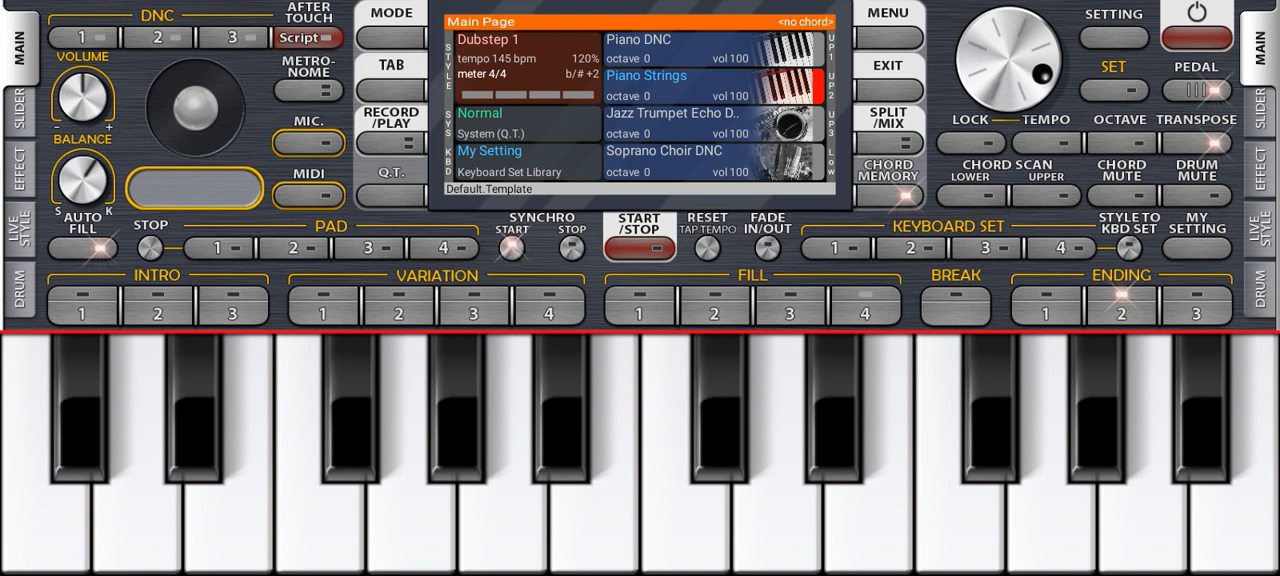 DNC
AFTER
TOUCH
1 2 3 Script
VOLUME
- +
METRO-
NOME
BALANCE
S K
MIC.
MIDI
MODE
TAB
RECORD
/PLAY
Q.T.
Main Page <no chord>
STYLE
Dubstep 1
tempo 145 bpm 120%
meter 4/4 b/# +2
SYS
Normal
System (Q.T.)
KBD
My Setting
Keyboard Set Library
Piano DNC
octave 0 vol 100
UP1
Piano Strings
octave 0 vol 100
UP2
Jazz Trumpet Echo D..
octave 0 vol 100
UP3
Soprano Choir DNC
octave 0 vol 100
Low
Default.Template
MENU
EXIT
SPLIT
/MIX
CHORD
MEMORY
SETTING
SET
PEDAL
LOCK TEMPO OCTAVE TRANSPOSE
CHORD SCAN
LOWER UPPER
CHORD
MUTE
DRUM
MUTE
MAIN
SLIDER
EFFECT
LIVE
STYLE
DRUM
AUTO
FILL
STOP
PAD
1 2 3 4
SYNCHRO
START STOP
START
/STOP
RESET
TAP TEMPO
FADE
IN/OUT
KEYBOARD SET
1 2 3 4
STYLE TO
KBD SET
MY
SETTING
MAIN
SLIDER
EFFECT
LIVE
STYLE
DRUM
INTRO
1 2 3
VARIATION
1 2 3 4
FILL
1 2 3 4
BREAK
ENDING
1 2 3